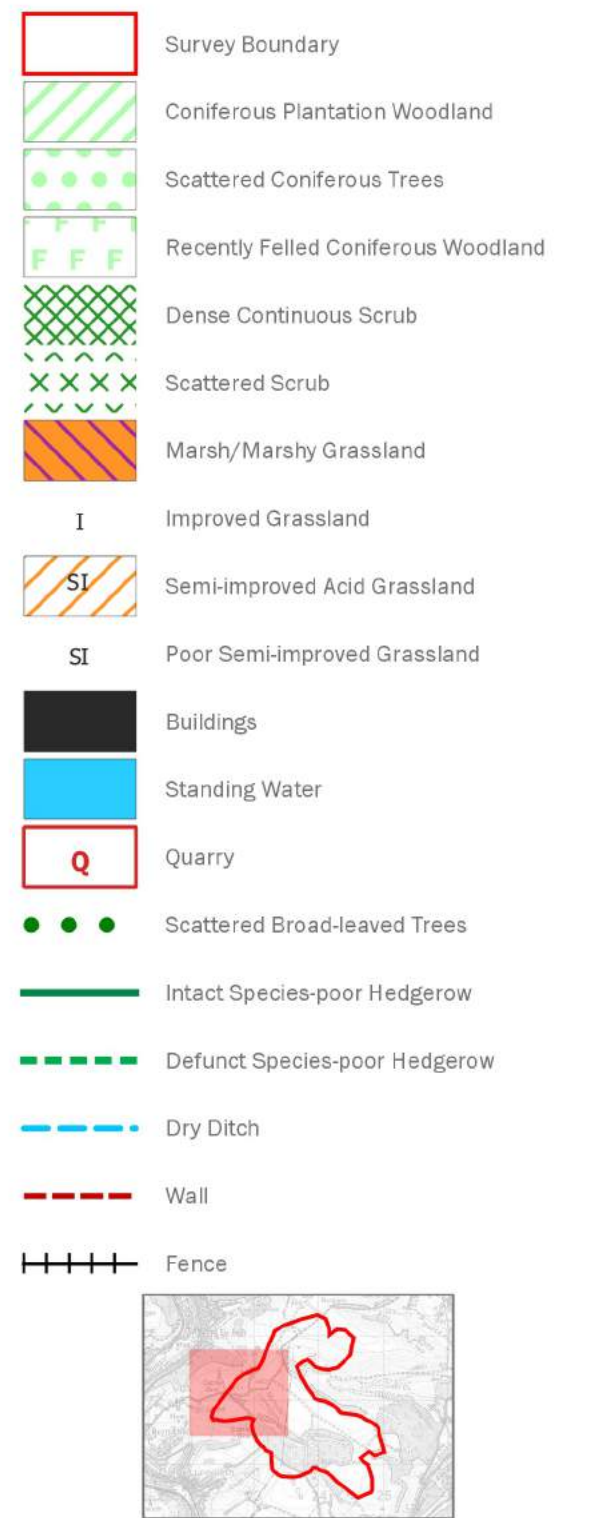 Survey Boundary
Coniferous Plantation Woodland
Scattered Coniferous Trees
F F
F F F Recently Felled Coniferous Woodland
Dense Continuous Scrub
Scattered Scrub
Marsh/Marshy Grassland
I Improved Grassland
SI Semi-improved Acid Grassland
SI Poor Semi-improved Grassland
Buildings
Standing Water
Q Quarry
Scattered Broad-leaved Trees
Intact Species-poor Hedgerow
Defunct Species-poor Hedgerow
Dry Ditch
Wall
Fence